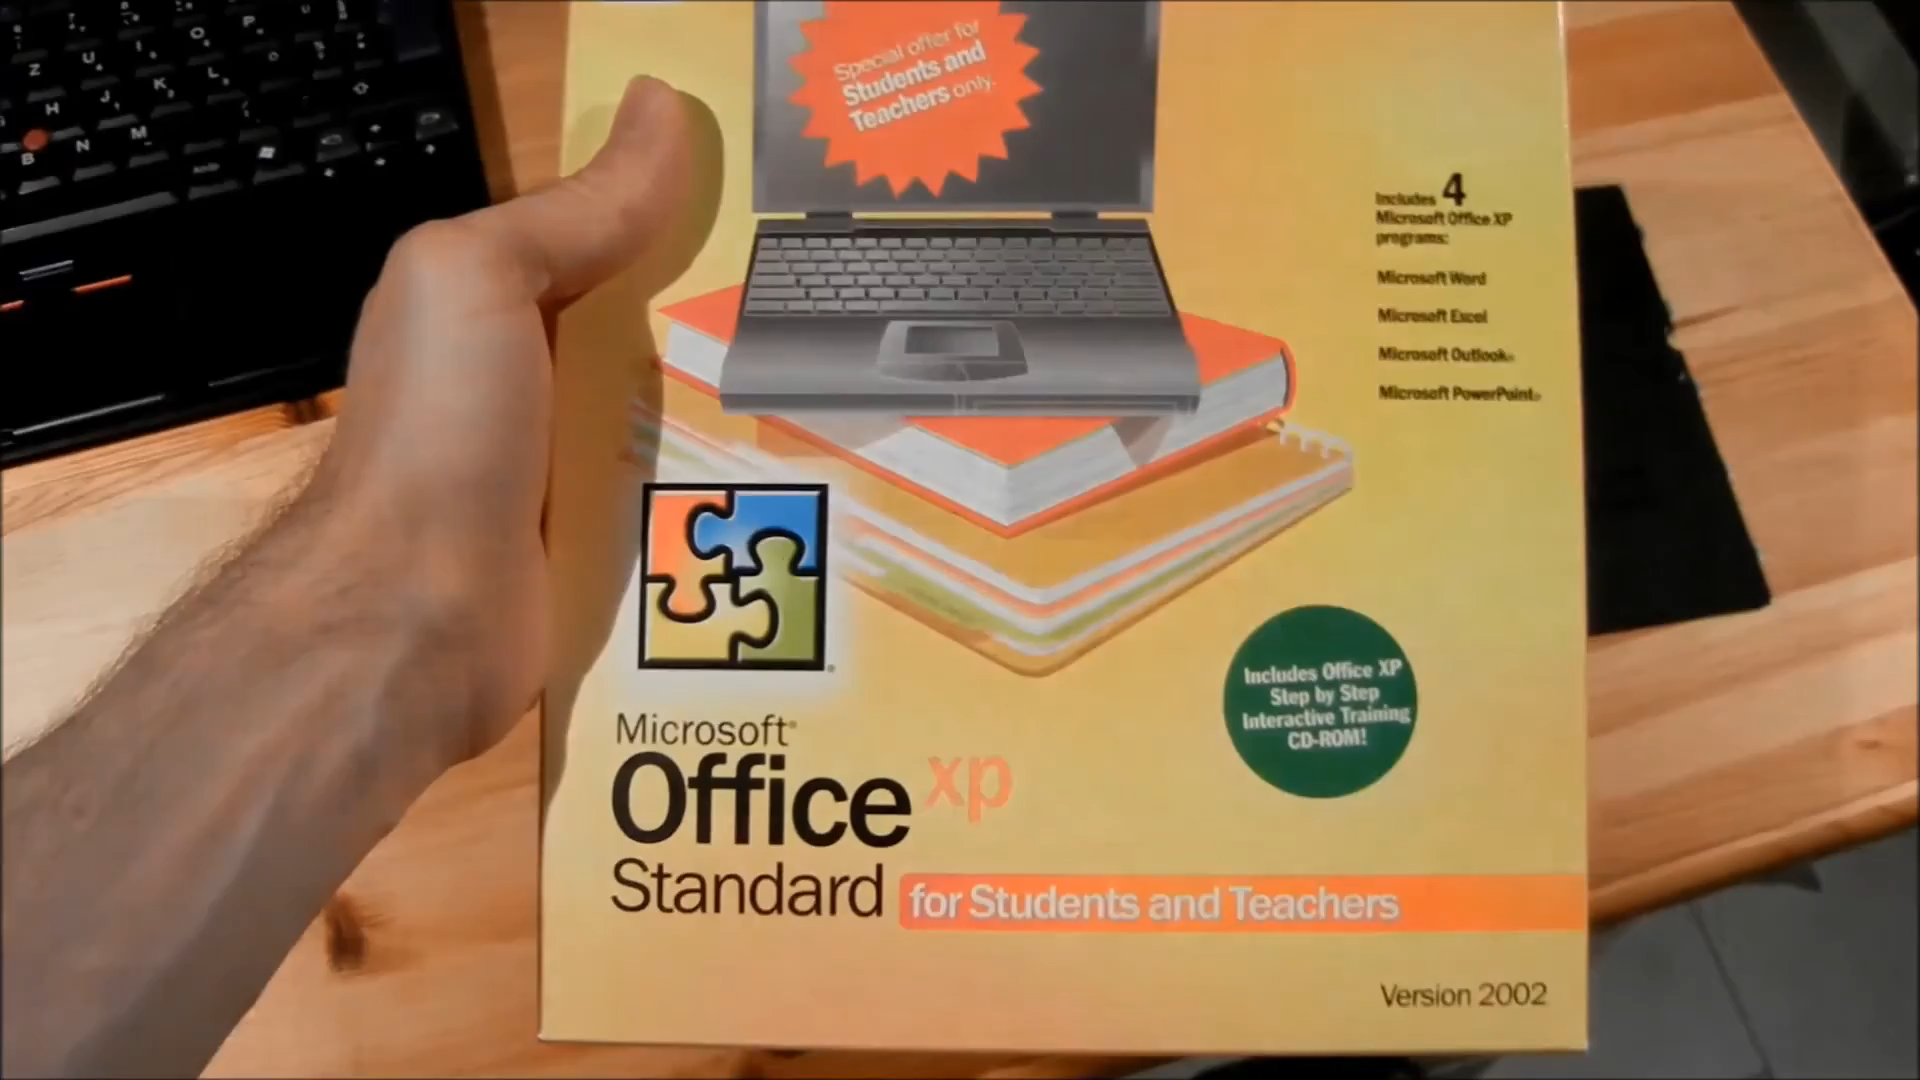 Special offer for
Students and
Teachers only.
Includes 4
Microsoft Office XP
programs:
Microsoft Word
Microsoft Excel
Microsoft Outlook®
Microsoft PowerPoint®
Includes Office XP
Step by Step
Interactive Training
CD-ROM!
Microsoft®
Office xp
Standard for Students and Teachers
Version 2002
P
O
I
U
Z
L
K
J
H
M
N
B